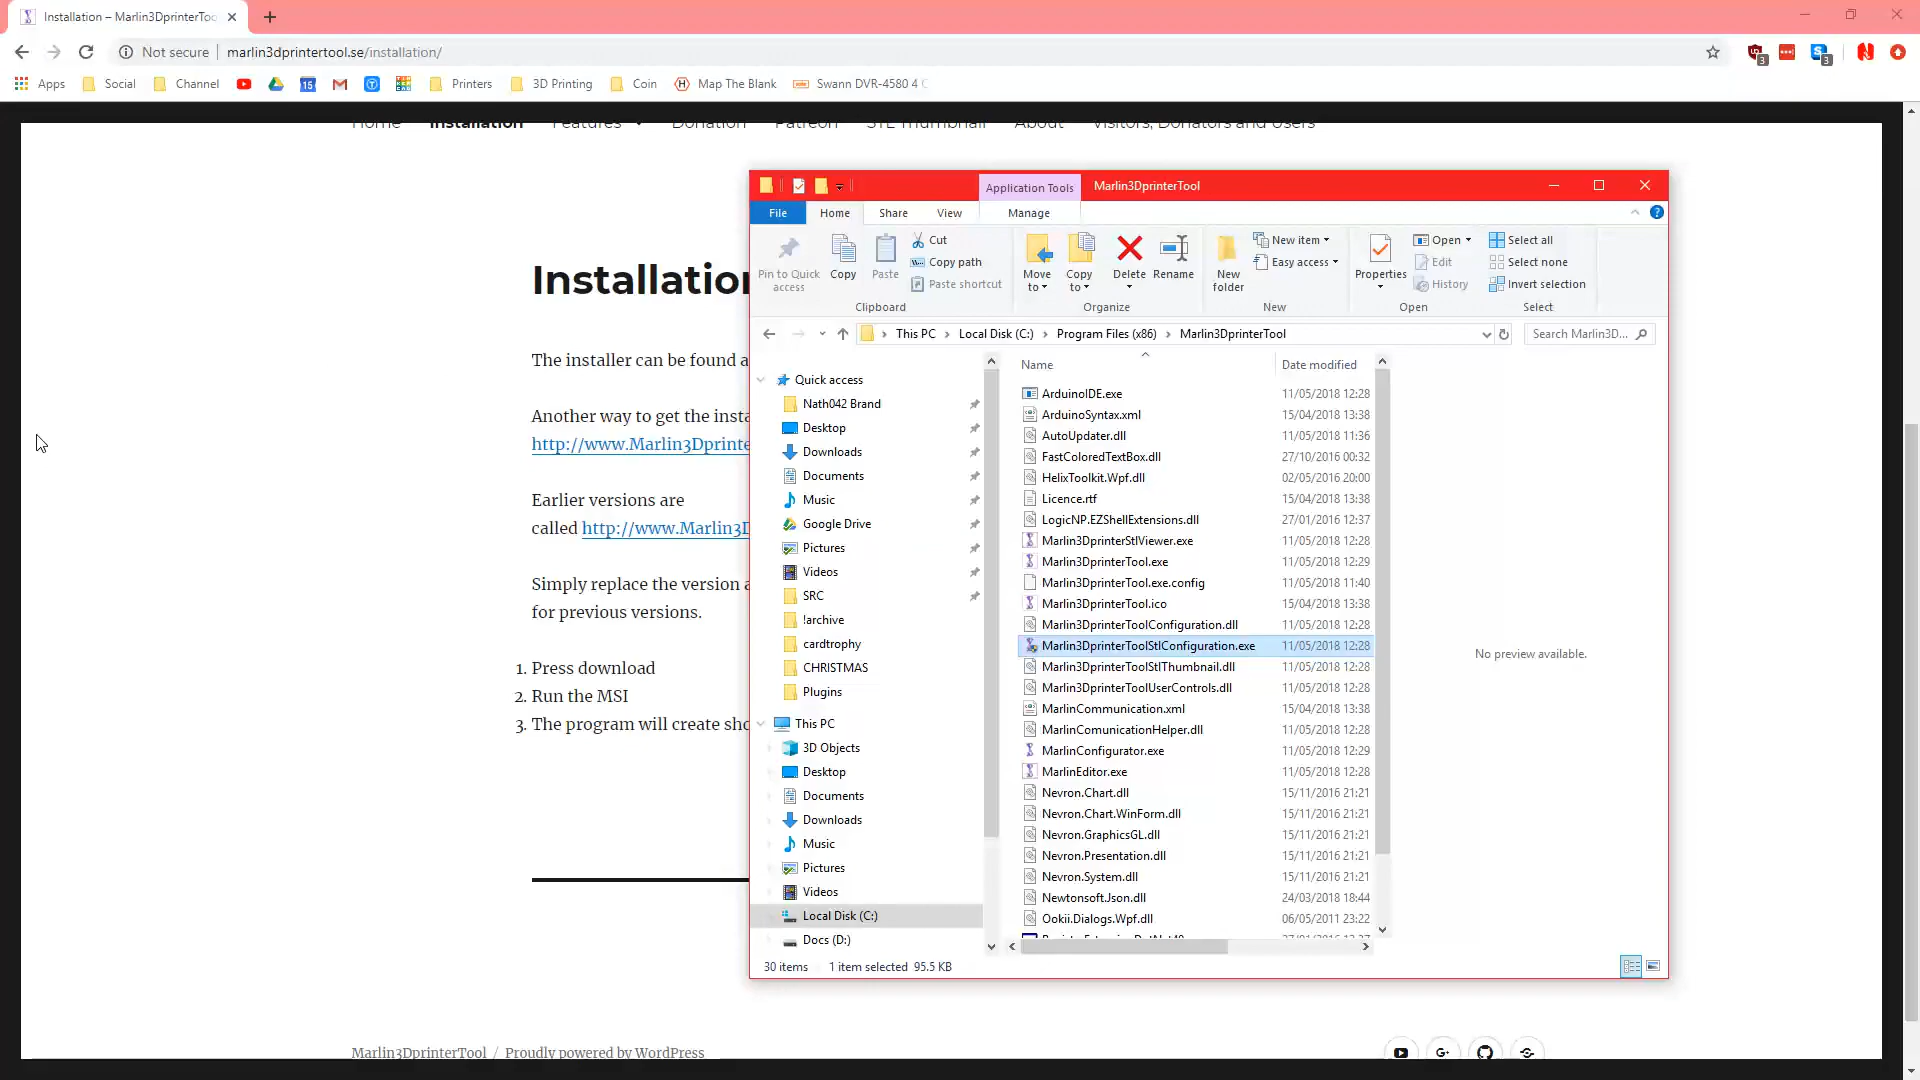 Installation – Marlin3DprinterToo
Not secure
marlin3dprintertool.se/installation/
3
3
Apps
Social
Channel
15
Printers
3D Printing
Coin
Map The Blank
Swann DVR-4580 4 C
Home
Installation
Features
Donation
Patreon
STL Thumbnail
About
Visitors, Donators and Users
Installation
The installer can be found a
Another way to get the insta
http://www.Marlin3Dprinte
Earlier versions are
called http://www.Marlin3D
Simply replace the version a
for previous versions.
1. Press download
2. Run the MSI
3. The program will create sho
Marlin3DprinterTool / Proudly powered by WordPress
G+
Application Tools
Marlin3DprinterTool
File
Home
Share
View
Manage
Pin to Quick
access
Copy
Paste
Cut
Copy path
Paste shortcut
Clipboard
Move
to
Copy
to
Delete
Rename
Organize
New
folder
New item
Easy access
New
Properties
Open
Edit
History
Open
Select all
Select none
Invert selection
Select
This PC
Local Disk (C:)
Program Files (x86)
Marlin3DprinterTool
Search Marlin3D...
Quick access
Nath042 Brand
Desktop
Downloads
Documents
Music
Google Drive
Pictures
Videos
SRC
!archive
cardtrophy
CHRISTMAS
Plugins
This PC
3D Objects
Desktop
Documents
Downloads
Music
Pictures
Videos
Local Disk (C:)
Docs (D:)
Name Date modified
ArduinoIDE.exe 11/05/2018 12:28
ArduinoSyntax.xml 15/04/2018 13:38
AutoUpdater.dll 11/05/2018 11:36
FastColoredTextBox.dll 27/10/2016 00:32
HelixToolkit.Wpf.dll 02/05/2016 20:00
Licence.rtf 15/04/2018 13:38
LogicNP.EZShellExtensions.dll 27/01/2016 12:37
Marlin3DprinterStlViewer.exe 11/05/2018 12:28
Marlin3DprinterTool.exe 11/05/2018 12:29
Marlin3DprinterTool.exe.config 11/05/2018 11:40
Marlin3DprinterTool.ico 15/04/2018 13:38
Marlin3DprinterToolConfiguration.dll 11/05/2018 12:28
Marlin3DprinterToolStlConfiguration.exe 11/05/2018 12:28
Marlin3DprinterToolStlThumbnail.dll 11/05/2018 12:28
Marlin3DprinterToolUserControls.dll 11/05/2018 12:28
MarlinCommunication.xml 15/04/2018 13:38
MarlinComunicationHelper.dll 11/05/2018 12:28
MarlinConfigurator.exe 11/05/2018 12:29
MarlinEditor.exe 11/05/2018 12:28
Nevron.Chart.dll 15/11/2016 21:21
Nevron.Chart.WinForm.dll 15/11/2016 21:21
Nevron.GraphicsGL.dll 15/11/2016 21:21
Nevron.Presentation.dll 15/11/2016 21:21
Nevron.System.dll 15/11/2016 21:21
Newtonsoft.Json.dll 24/03/2018 18:44
Ookii.Dialogs.Wpf.dll 06/05/2011 23:22
No preview available.
30 items
1 item selected 95.5 KB